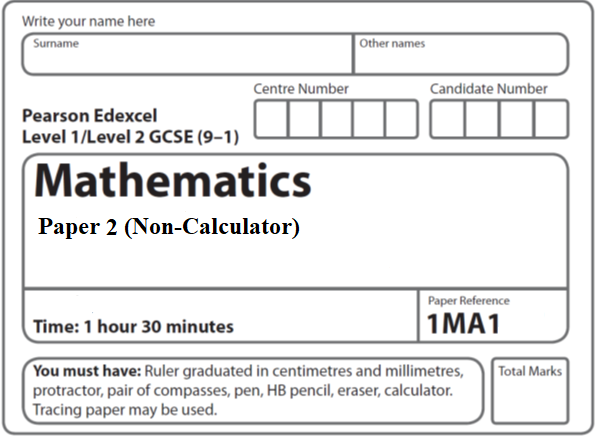 Write your name here
Surname
Other names
Centre Number
Candidate Number
Pearson Edexcel
Level 1/Level 2 GCSE (9–1)
Mathematics
Paper 2 (Non-Calculator)
Time: 1 hour 30 minutes
Paper Reference
1MA1
You must have: Ruler graduated in centimetres and millimetres,
protractor, pair of compasses, pen, HB pencil, eraser, calculator.
Tracing paper may be used.
Total Marks